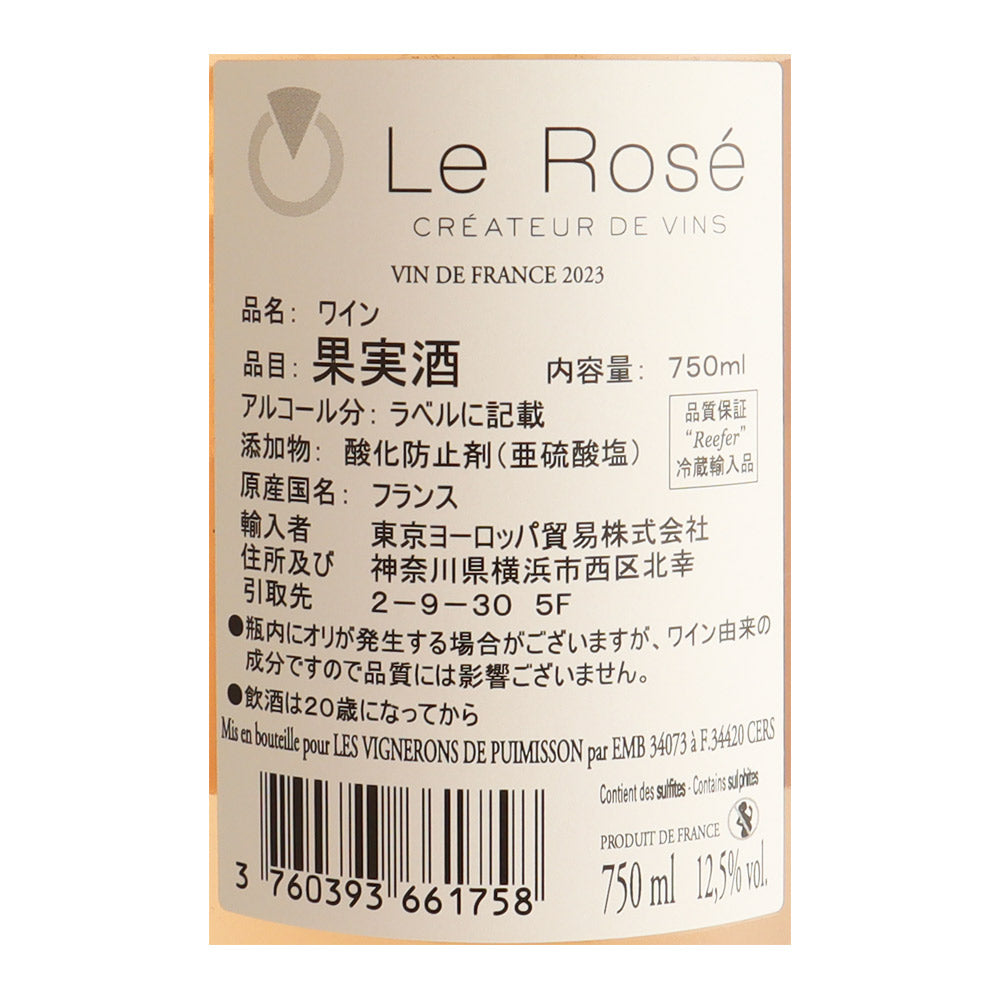 Le Rosé
CRÉATEUR DE VINS
VIN DE FRANCE 2023
品名： ワイン
品目：果実酒 内容量： 750ml
アルコール分：ラベルに記載
添加物： 酸化防止剤（亜硫酸塩）
品質保証
“Reefer”
冷蔵輸入品
原産国名： フランス
輸入者 東京ヨーロッパ貿易株式会社
住所及び 神奈川県横浜市西区北幸
引取先 2－9－30 5F
●瓶内にオリが発生する場合がございますが、ワイン由来の
成分ですので品質には影響ございません。
●飲酒は20歳になってから
Mis en bouteille pour LES VIGNERONS DE PUIMISSON par EMB 34073 à F.34420 CERS
Contient des sulfites - Contains sulphites
PRODUIT DE FRANCE
750 ml 12,5% vol.
3 760393 661758